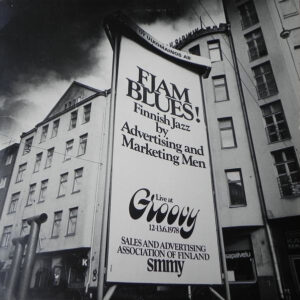 FJAM
BLUES!
Finnish Jazz
by
Advertising and
Marketing Men
Live at
Groovy
12-13.6.1978
SALES AND ADVERTISING
ASSOCIATION OF FINLAND
smmy